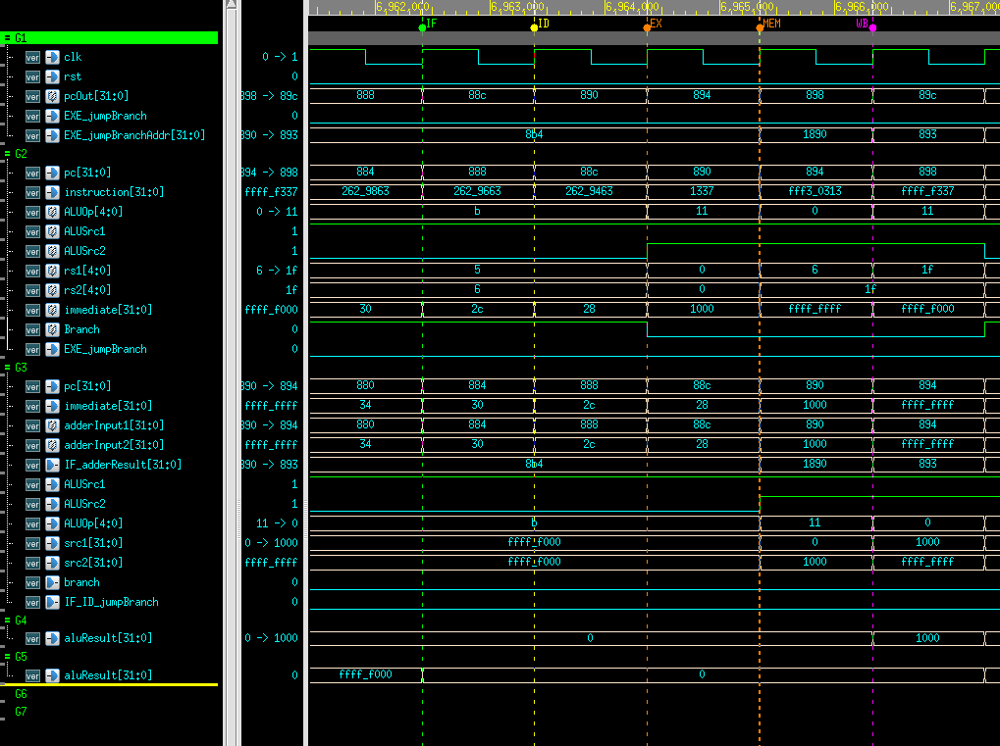 6,962,000 6,963,000 6,964,000 6,965,000 6,966,000 6,967,000
IF ID EX MEM WB
G1
ver clk 0 -> 1
ver rst 0
ver pcOut[31:0] 898 -> 89c 888 88c 890 894 898 89c
ver EXE_jumpBranch 0
ver EXE_jumpBranchAddr[31:0] 890 -> 893 8b4 1890 893
G2
ver pc[31:0] 894 -> 898 884 888 88c 890 894 898
ver instruction[31:0] ffff_f337 262_9863 262_9663 262_9463 1337 fff3_0313 ffff_f337
ver ALUOp[4:0] 0 -> 11 b 11 0 11
ver ALUSrc1 1
ver ALUSrc2 1
ver rs1[4:0] 6 -> 1f 5 0 6 1f
ver rs2[4:0] 1f 6 0 1f
ver immediate[31:0] ffff_f000 30 2c 28 1000 ffff_ffff ffff_f000
ver Branch 0
ver EXE_jumpBranch 0
G3
ver pc[31:0] 890 -> 894 880 884 888 88c 890 894
ver immediate[31:0] ffff_ffff 34 30 2c 28 1000 ffff_ffff
ver adderInput1[31:0] 890 -> 894 880 884 888 88c 890 894
ver adderInput2[31:0] ffff_ffff 34 30 2c 28 1000 ffff_ffff
ver IF_adderResult[31:0] 890 -> 893 8b4 1890 893
ver ALUSrc1 1
ver ALUSrc2 1
ver ALUOp[4:0] 11 -> 0 b 11 0
ver src1[31:0] 0 -> 1000 ffff_f000 0 1000
ver src2[31:0] ffff_ffff ffff_f000 1000 ffff_ffff
ver branch 0
ver IF_ID_jumpBranch 0
G4
ver aluResult[31:0] 0 -> 1000 0 1000
G5
ver aluResult[31:0] 0 ffff_f000 0
G6
G7